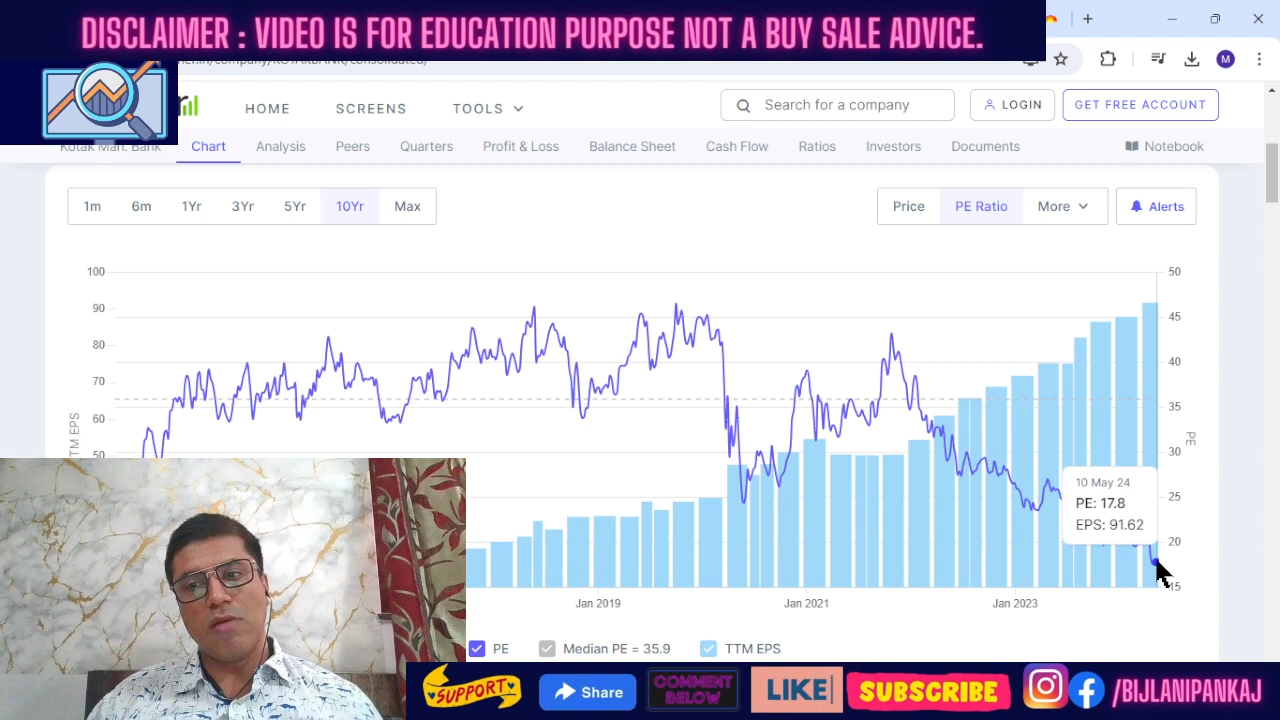 DISCLAIMER : VIDEO IS FOR EDUCATION PURPOSE NOT A BUY SALE ADVICE.
HOME SCREENS TOOLS
Search for a company
LOGIN
GET FREE ACCOUNT
Kotak Mah. Bank Chart Analysis Peers Quarters Profit & Loss Balance Sheet Cash Flow Ratios Investors Documents Notebook
1m 6m 1Yr 3Yr 5Yr 10Yr Max
Price PE Ratio More Alerts
100 50
90 45
80 40
70
60 35
50 30
25
20
15
TTM EPS
PE
10 May 24
PE: 17.8
EPS: 91.62
Jan 2019 Jan 2021 Jan 2023
PE Median PE = 35.9 TTM EPS
SUPPORT
Share
COMMENT
BELOW
LIKE
SUBSCRIBE
/BIJLANIPANKAJ
M